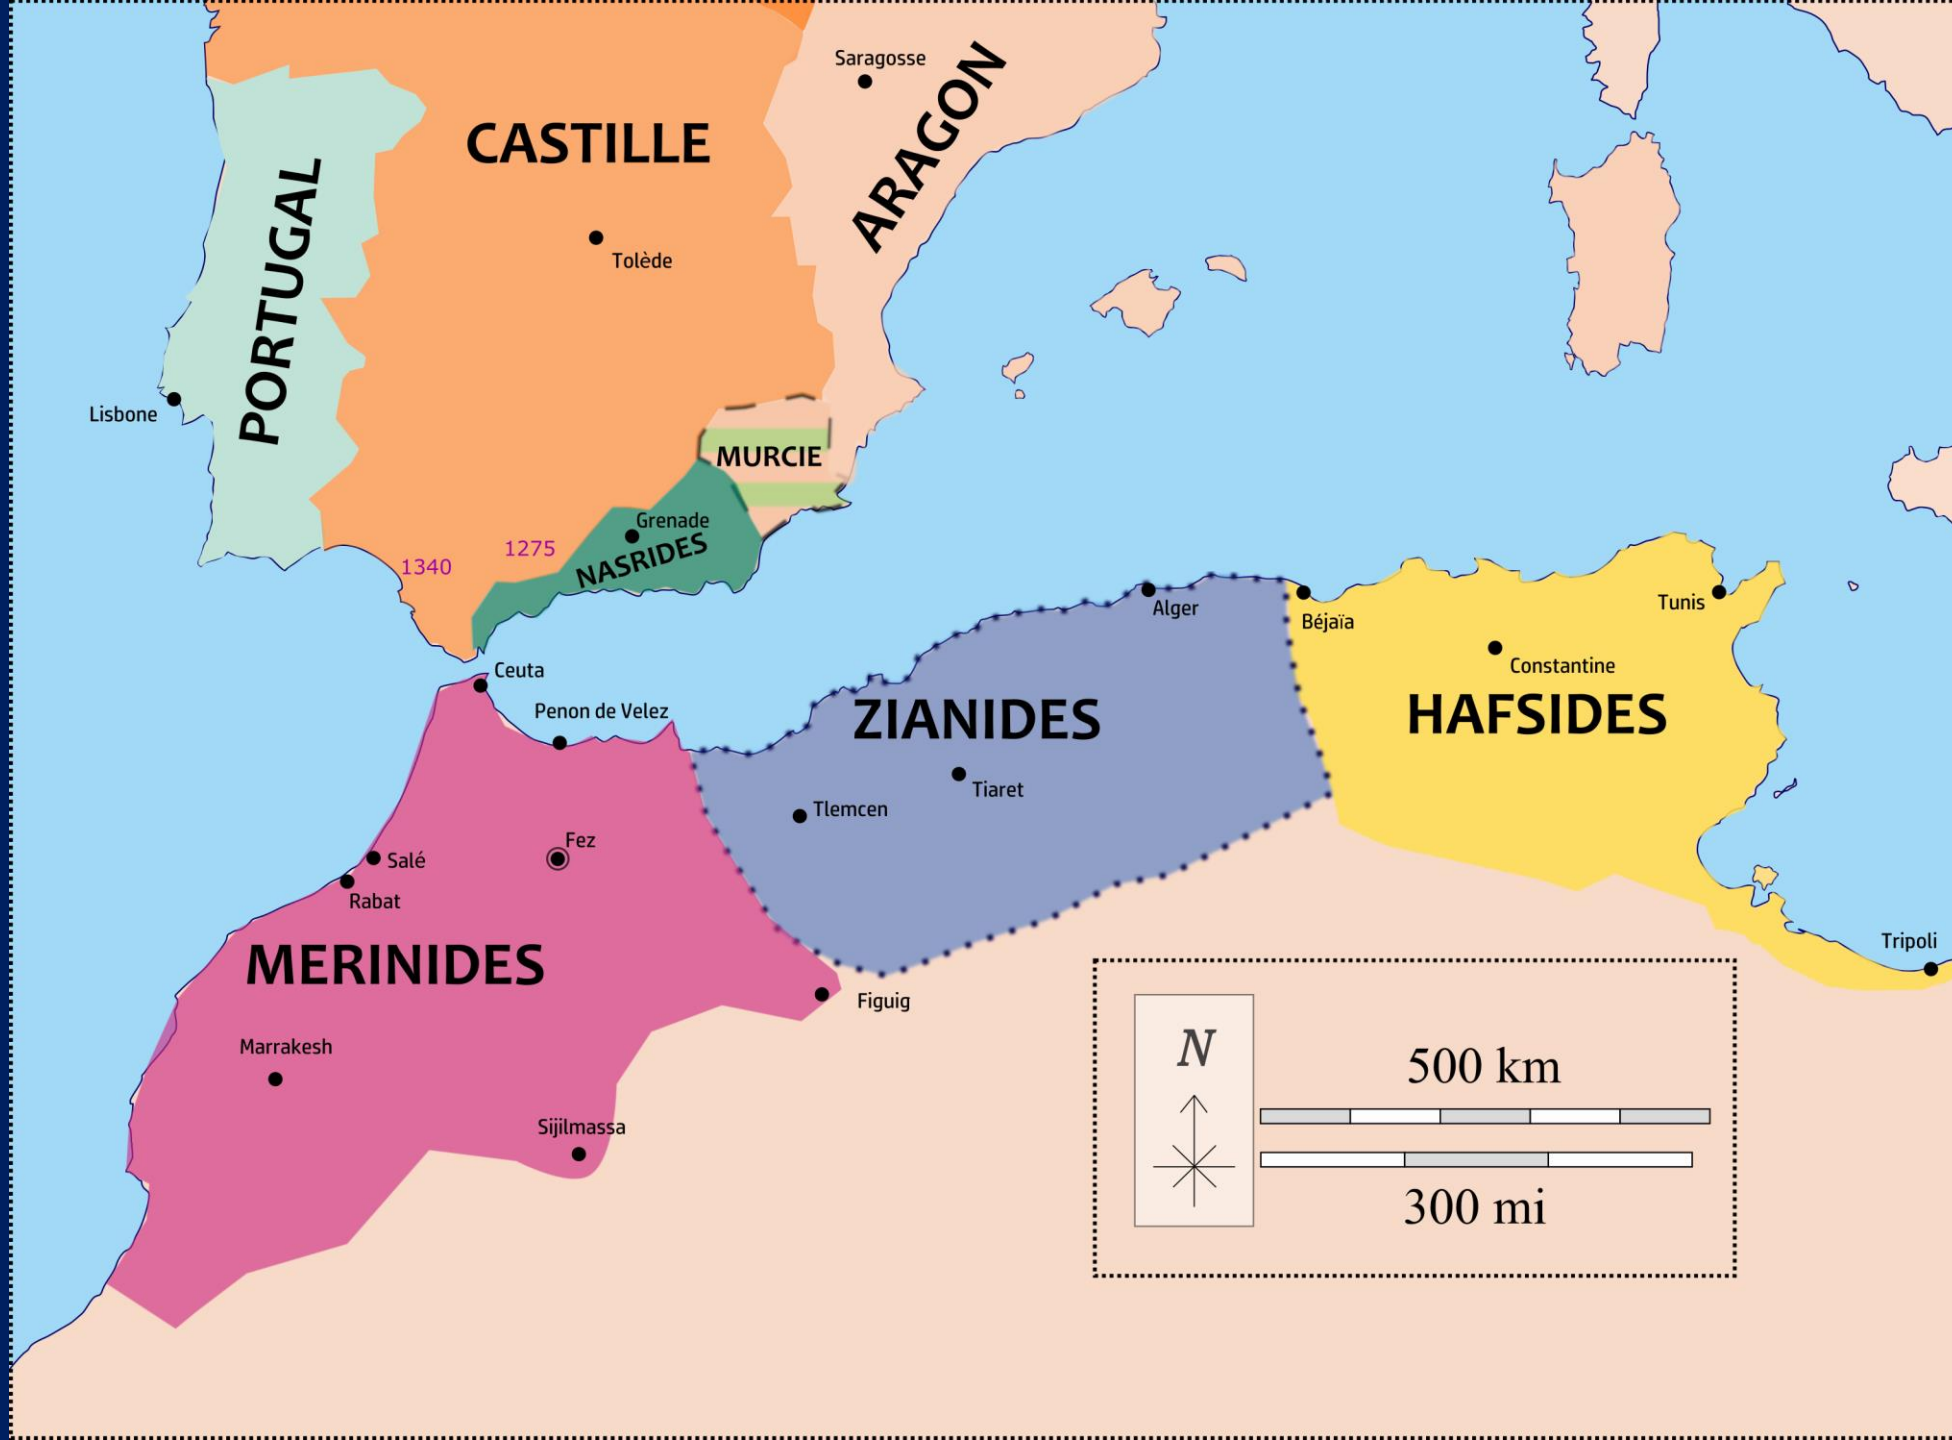 Saragosse
ARAGON
CASTILLE
PORTUGAL
Tolède
Lisbone
MURCIE
Grenade
NASRIDES
1275
1340
Ceuta
Penon de Velez
Alger
Béjaïa
Tunis
Constantine
ZIANIDES
HAFSIDES
Tiaret
Tlemcen
Fez
Salé
Rabat
MERINIDES
Tripoli
Figuig
Marrakesh
Sijilmassa
N
500 km
300 mi